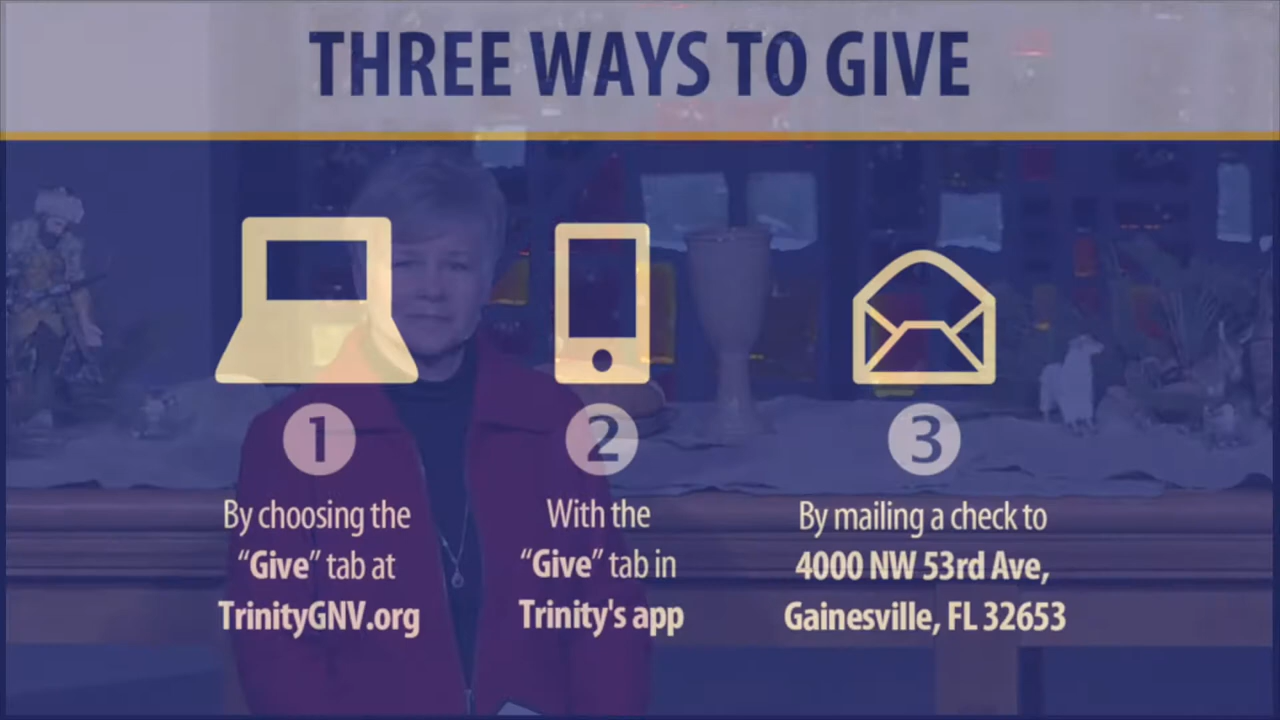 THREE WAYS TO GIVE
1
By choosing the
“Give” tab at
TrinityGNV.org
2
With the
“Give” tab in
Trinity's app
3
By mailing a check to
4000 NW 53rd Ave,
Gainesville, FL 32653